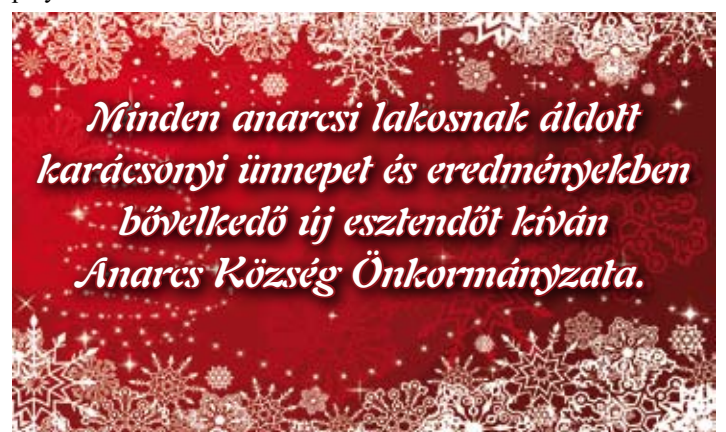 Minden anarcsi lakosnak áldott
karácsonyi ünnepet és eredményekben
bővelkedő új esztendőt kíván
Anarcs Község Önkormányzata.